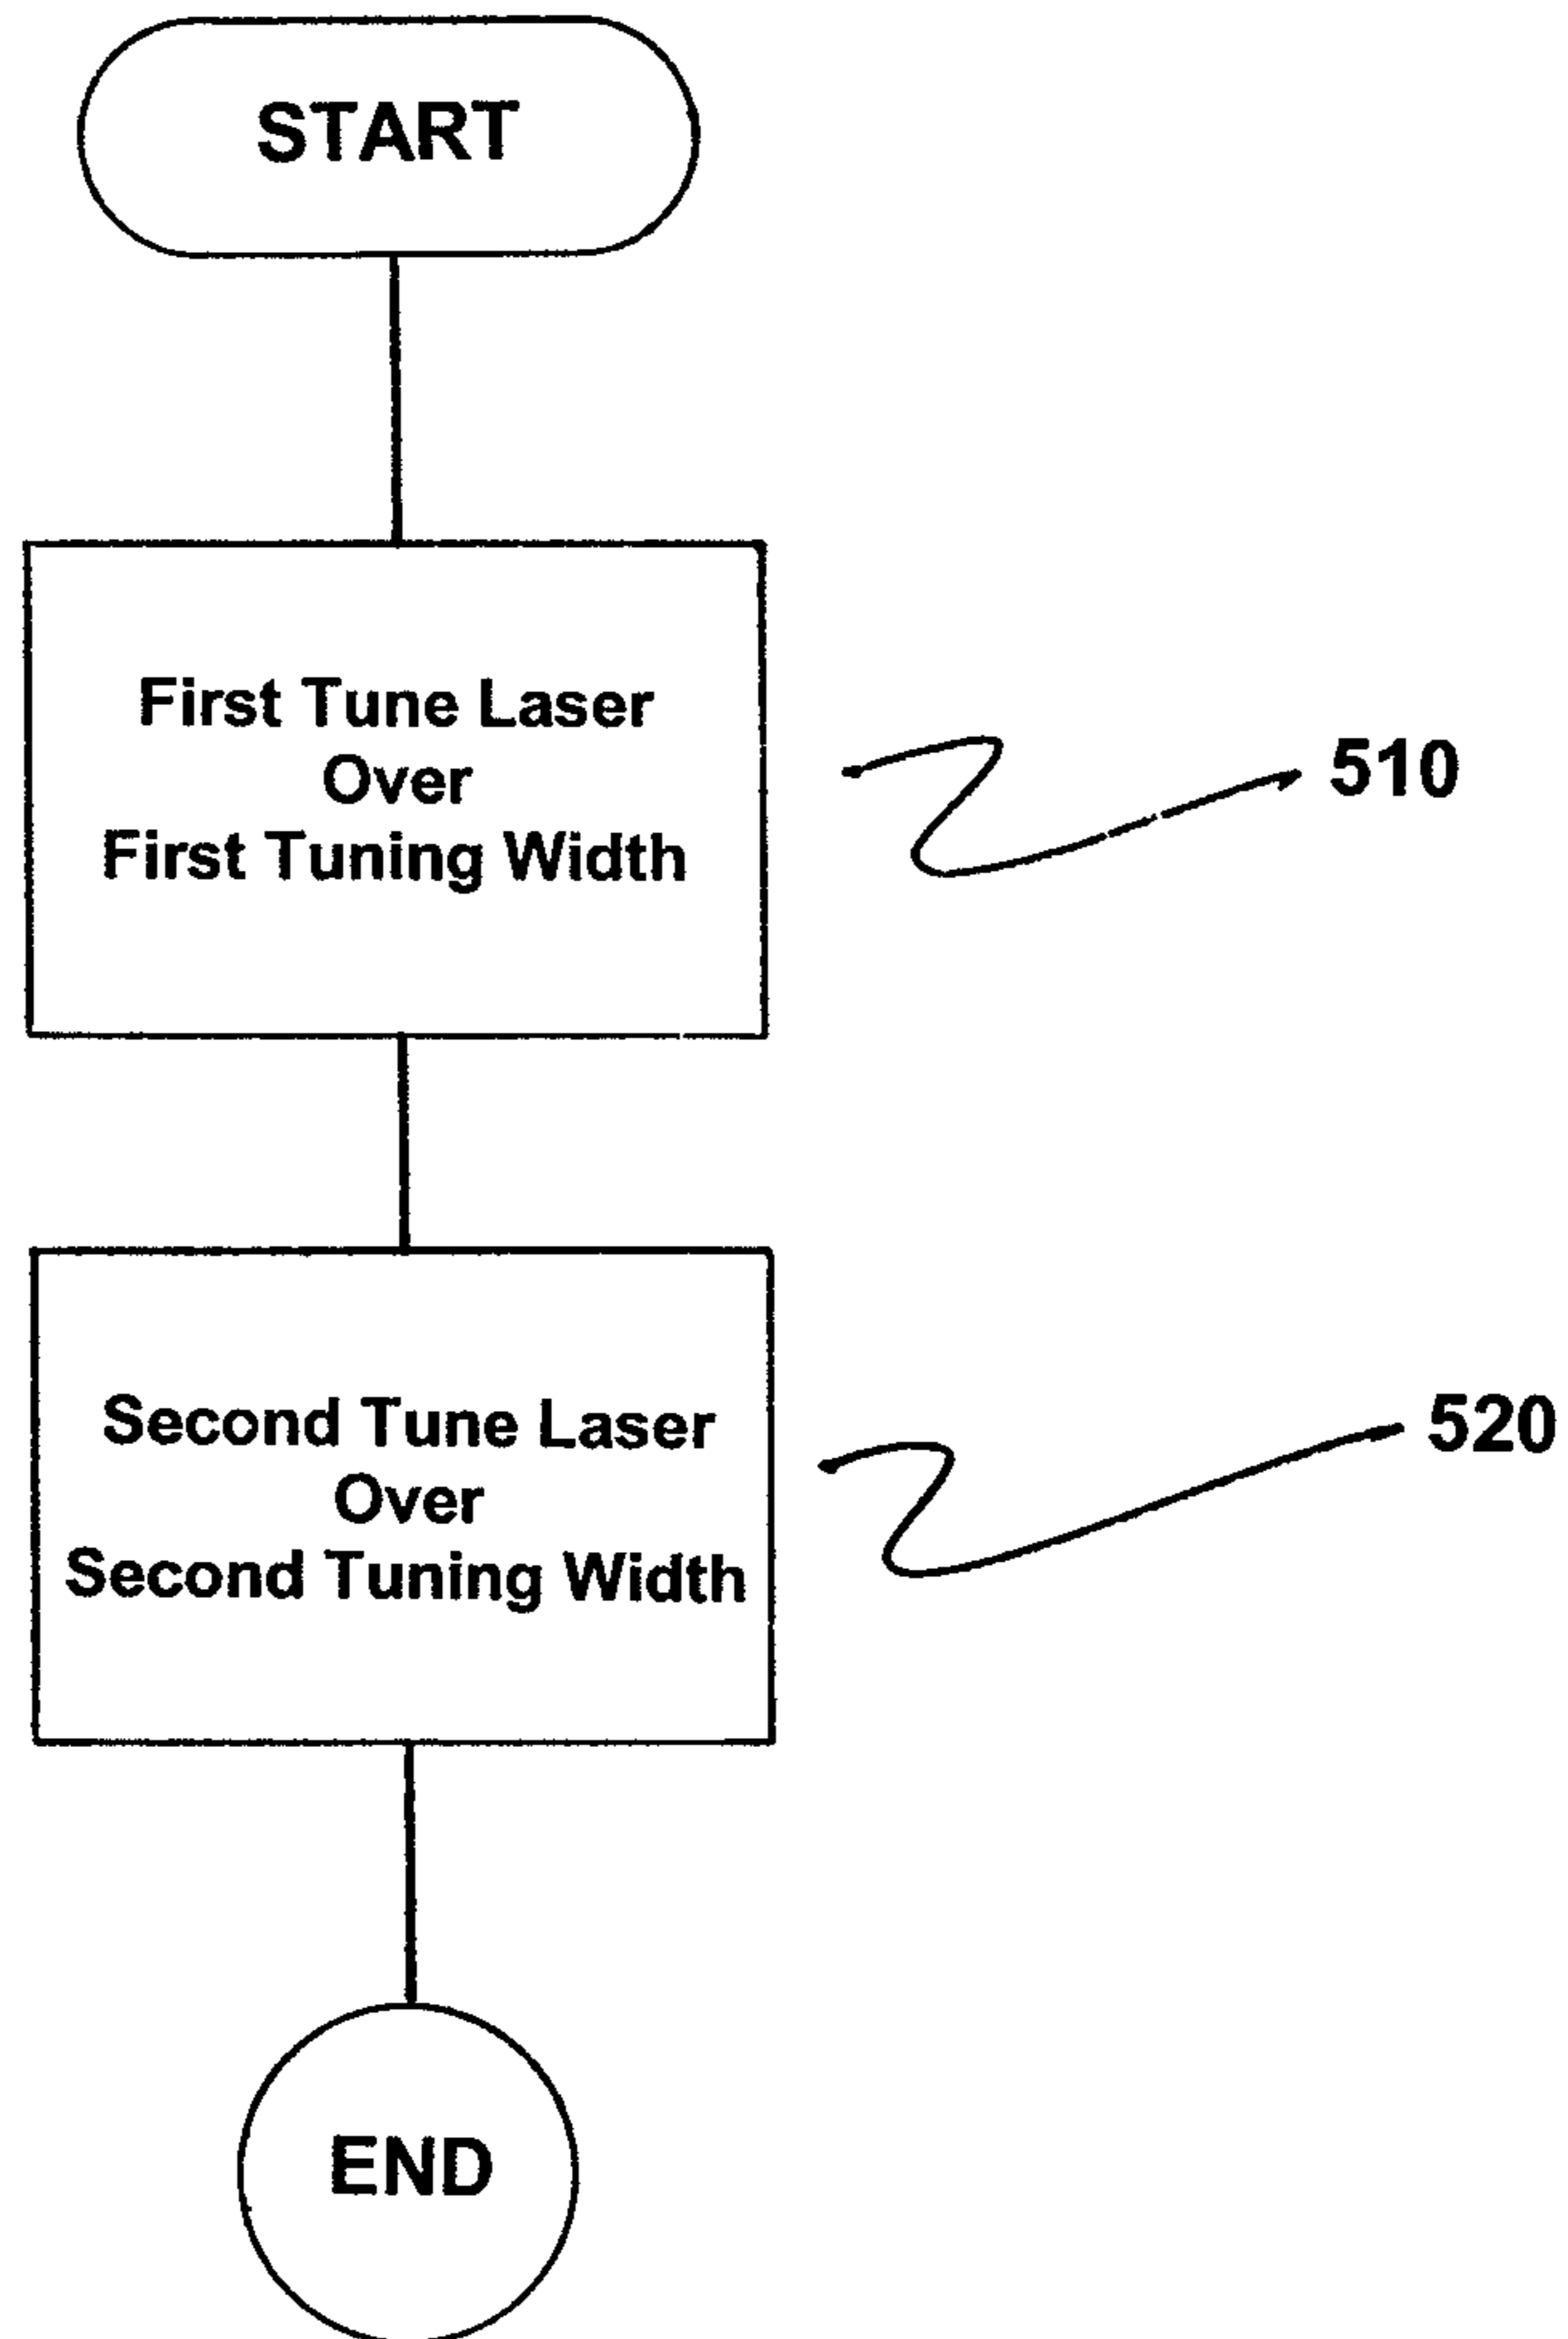 START
First Tune Laser
Over
First Tuning Width
510
Second Tune Laser
Over
Second Tuning Width
520
END